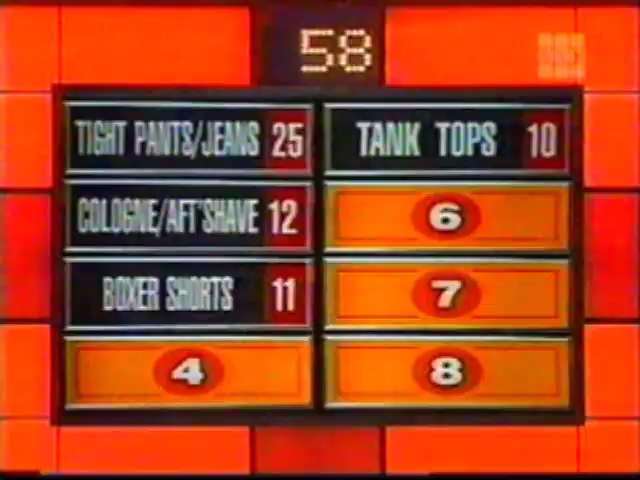 58
TIGHT PANTS/JEANS 25
COLOGNE/AFT'SHAVE 12
BOXER SHORTS 11
4
TANK TOPS 10
6
7
8